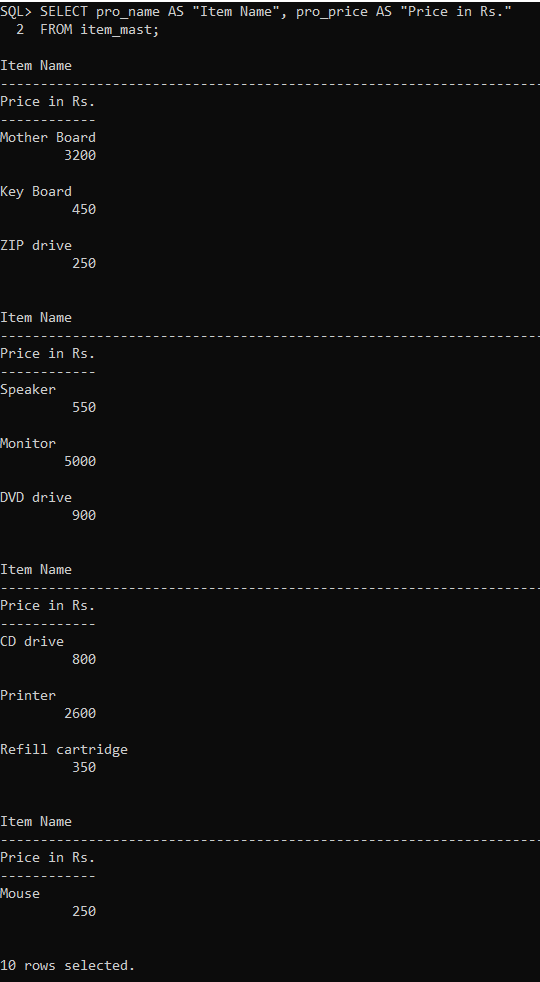 SQL> SELECT pro_name AS "Item Name", pro_price AS "Price in Rs."
  2  FROM item_mast;

Item Name
--------------------------------------------------------------------
Price in Rs.
------------
Mother Board
        3200

Key Board
         450

ZIP drive
         250


Item Name
--------------------------------------------------------------------
Price in Rs.
------------
Speaker
         550

Monitor
        5000

DVD drive
         900


Item Name
--------------------------------------------------------------------
Price in Rs.
------------
CD drive
         800

Printer
        2600

Refill cartridge
         350


Item Name
--------------------------------------------------------------------
Price in Rs.
------------
Mouse
         250


10 rows selected.